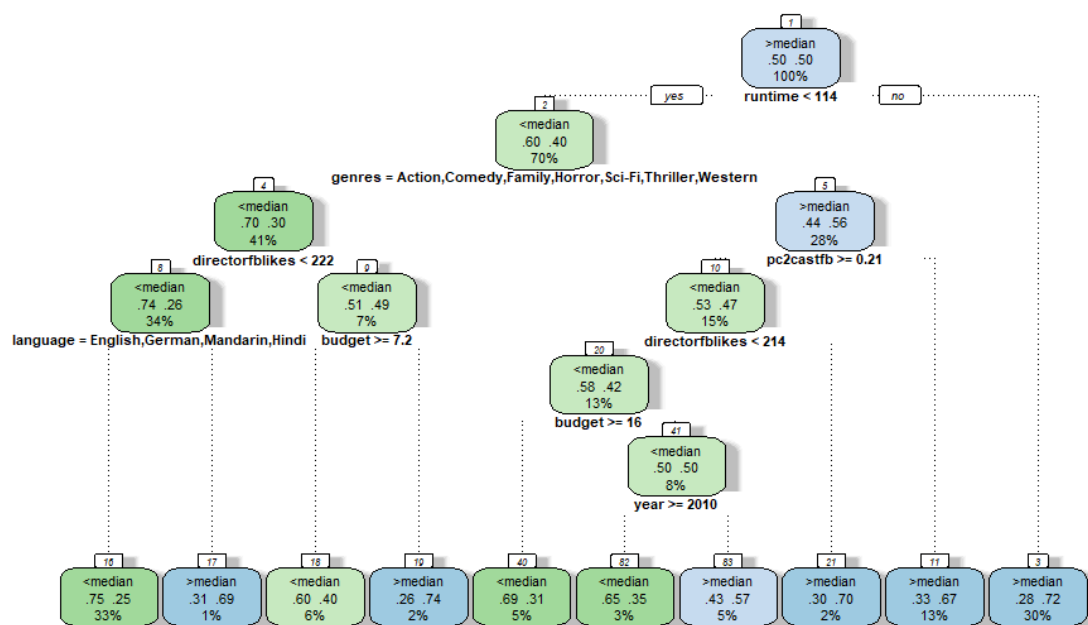 1
>median
.50 .50
100%
yes
runtime < 114
no
2
<median
.60 .40
70%
genres = Action,Comedy,Family,Horror,Sci-Fi,Thriller,Western
4
<median
.70 .30
41%
directorfblikes < 222
5
>median
.44 .56
28%
pc2castfb >= 0.21
8
<median
.74 .26
34%
language = English,German,Mandarin,Hindi
9
<median
.51 .49
7%
budget >= 7.2
10
<median
.53 .47
15%
directorfblikes < 214
20
<median
.58 .42
13%
budget >= 16
41
<median
.50 .50
8%
year >= 2010
16
<median
.75 .25
33%
17
>median
.31 .69
1%
18
<median
.60 .40
6%
19
>median
.26 .74
2%
40
<median
.69 .31
5%
82
<median
.65 .35
3%
83
>median
.43 .57
5%
21
>median
.30 .70
2%
11
>median
.33 .67
13%
3
>median
.28 .72
30%